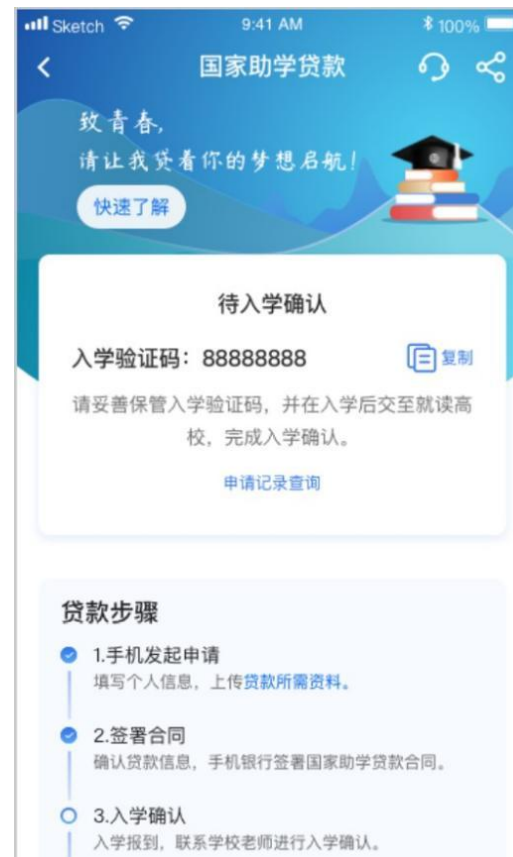 Sketch 9:41 AM 100%
国家助学贷款
致青春,
请让我贷着你的梦想启航!
快速了解
待入学确认
入学验证码：88888888 复制
请妥善保管入学验证码，并在入学后交至就读高
校，完成入学确认。
申请记录查询
贷款步骤
1.手机发起申请
填写个人信息，上传贷款所需资料。
2.签署合同
确认贷款信息，手机银行签署国家助学贷款合同。
3.入学确认
入学报到，联系学校老师进行入学确认。